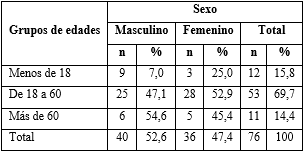 Sexo
Grupos de edades Masculino Femenino Total
n % n % n %
Menos de 18 9 7,0 3 25,0 12 15,8
De 18 a 60 25 47,1 28 52,9 53 69,7
Más de 60 6 54,6 5 45,4 11 14,4
Total 40 52,6 36 47,4 76 100